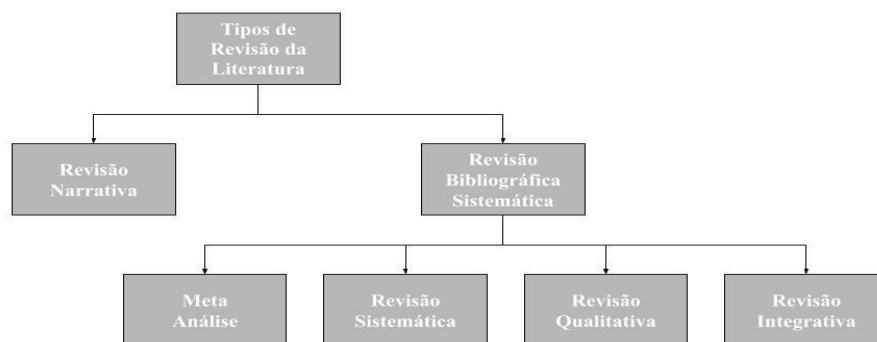 Tipos de
Revisão da
Literatura
Revisão
Narrativa
Revisão
Bibliográfica
Sistemática
Meta
Análise
Revisão
Sistemática
Revisão
Qualitativa
Revisão
Integrativa